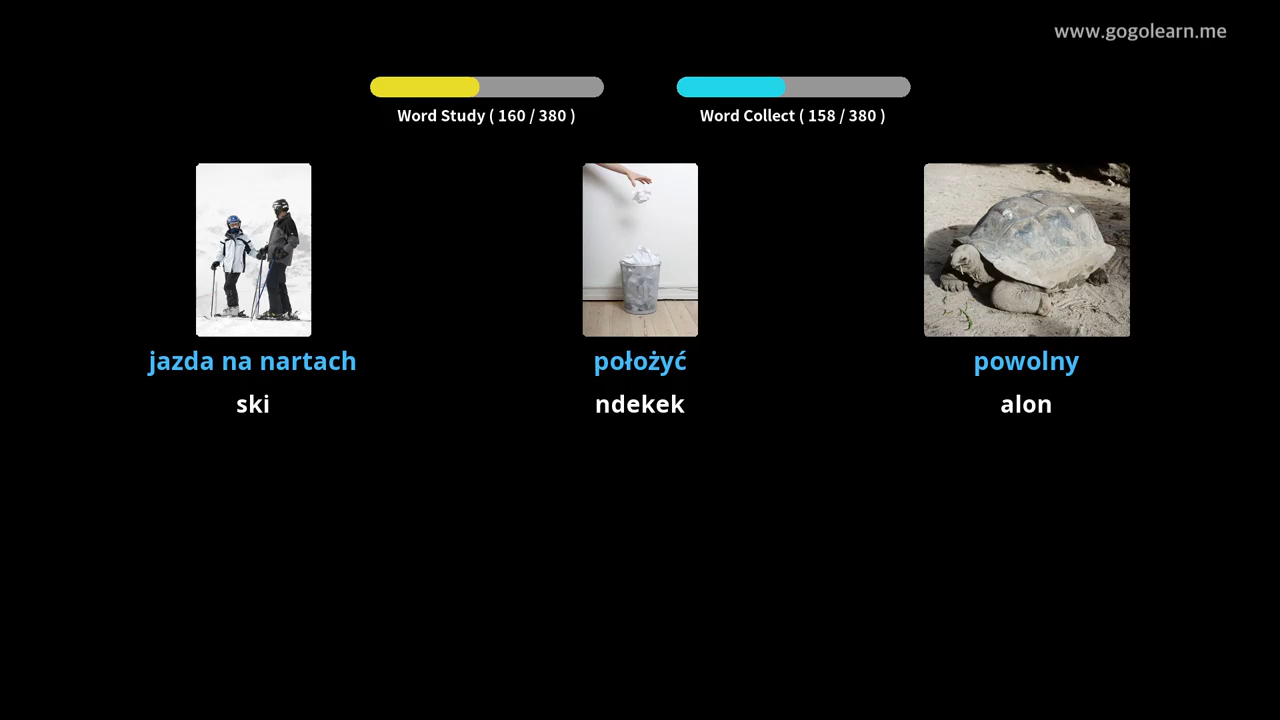 www.gogolearn.me
Word Study ( 160 / 380 )
Word Collect ( 158 / 380 )
jazda na nartach
położyć
powolny
ski
ndekek
alon